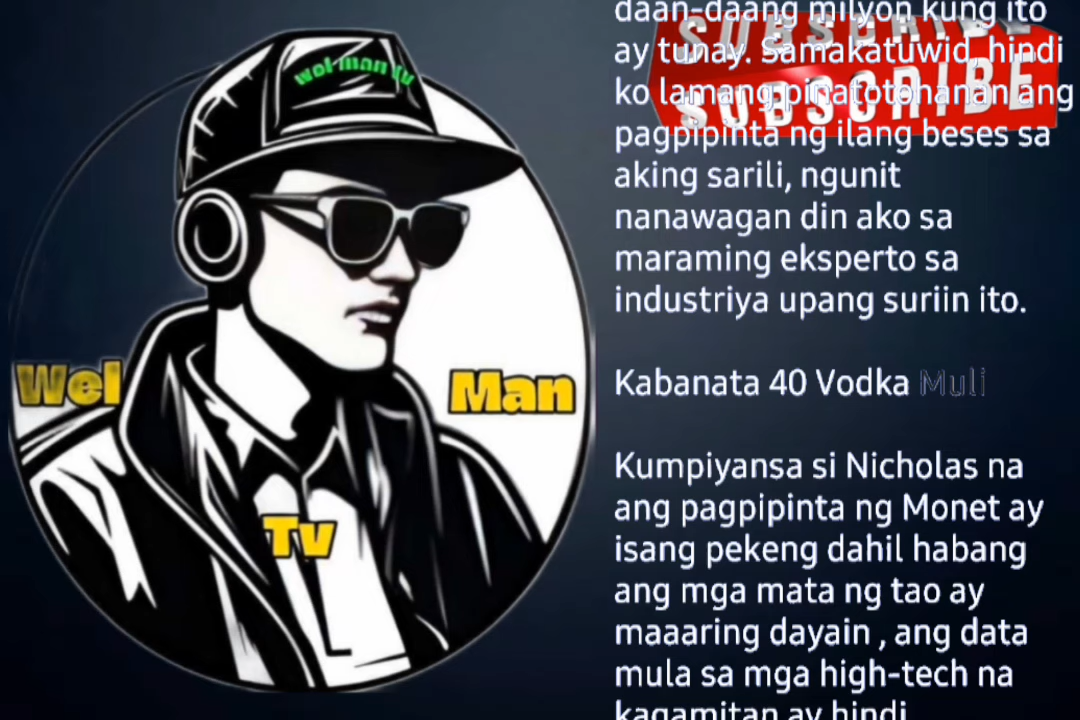 wel man tv
Wel
Man
Tv
SUBSCRIBE
SUBSCRIBE
daan-daang milyon kung ito
ay tunay. Samakatuwid, hindi
ko lamang pinatotohanan ang
pagpipinta ng ilang beses sa
aking sarili, ngunit
nanawagan din ako sa
maraming eksperto sa
industriya upang suriin ito.
Kabanata 40 Vodka Muli
Kumpiyansa si Nicholas na
ang pagpipinta ng Monet ay
isang pekeng dahil habang
ang mga mata ng tao ay
maaaring dayain , ang data
mula sa mga high-tech na
kagamitan ay hindi